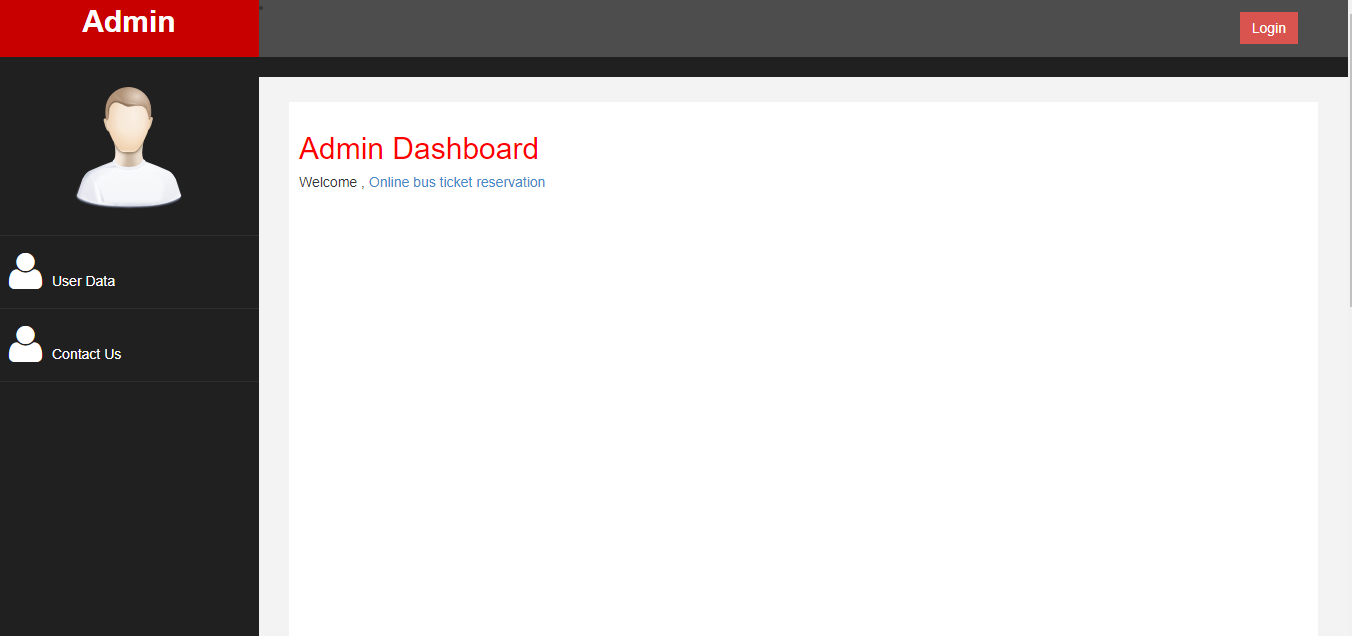 Admin
Login
Admin Dashboard
Welcome , Online bus ticket reservation
User Data
Contact Us